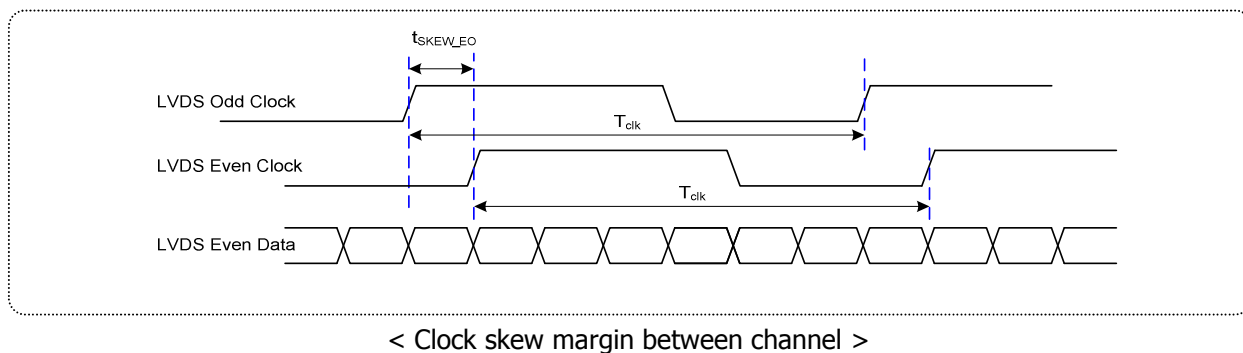 tSKEW_EO
LVDS Odd Clock
Tclk
LVDS Even Clock
Tclk
LVDS Even Data
< Clock skew margin between channel >